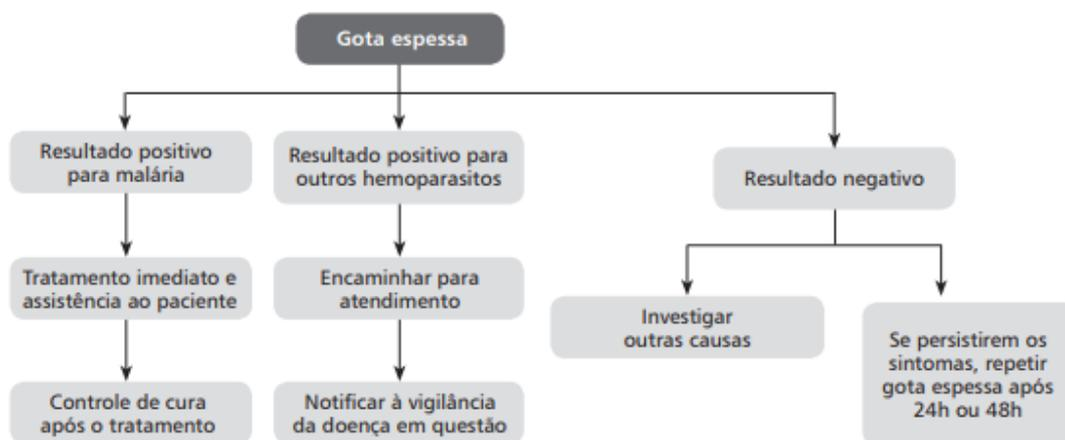 Gota espessa
Resultado positivo
para malária
Resultado positivo para
outros hemoparasitos
Resultado negativo
Tratamento imediato e
assistência ao paciente
Encaminhar para
atendimento
Investigar
outras causas
Se persistirem os
sintomas, repetir
gota espessa após
24h ou 48h
Controle de cura
após o tratamento
Notificar à vigilância
da doença em questão